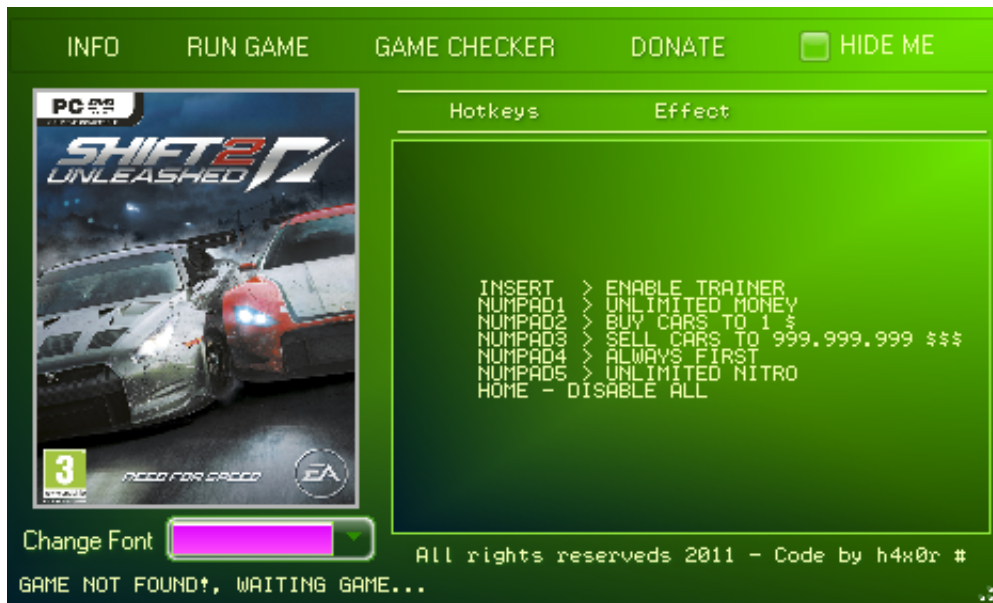 INFO RUN GAME GAME CHECKER DONATE HIDE ME
PC DVD
SHIFT 2
UNLEASHED
3
NEED FOR SPEED
EA
Hotkeys Effect
INSERT > ENABLE TRAINER
NUMPAD1 > UNLIMITED MONEY
NUMPAD2 > BUY CARS TO 1 $
NUMPAD3 > SELL CARS TO 999.999.999 $$$
NUMPAD4 > ALWAYS FIRST
NUMPAD5 > UNLIMITED NITRO
HOME - DISABLE ALL
Change Font
All rights reserveds 2011 - Code by h4x0r #
GAME NOT FOUND!, WAITING GAME...